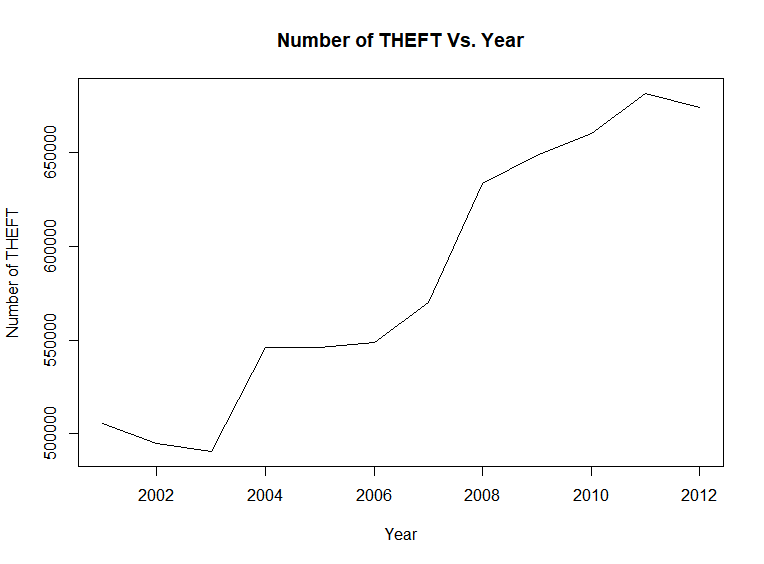 Number of THEFT Vs. Year
Number of THEFT
650000
600000
550000
500000
2002 2004 2006 2008 2010 2012
Year